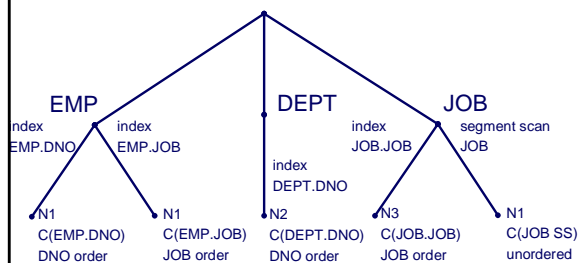 EMP
DEPT
JOB
index
EMP.DNO
index
EMP.JOB
index
JOB.JOB
segment scan
JOB
index
DEPT.DNO
N1
C(EMP.DNO)
DNO order
N1
C(EMP.JOB)
JOB order
N2
C(DEPT.DNO)
DNO order
N3
C(JOB.JOB)
JOB order
N1
C(JOB SS)
unordered